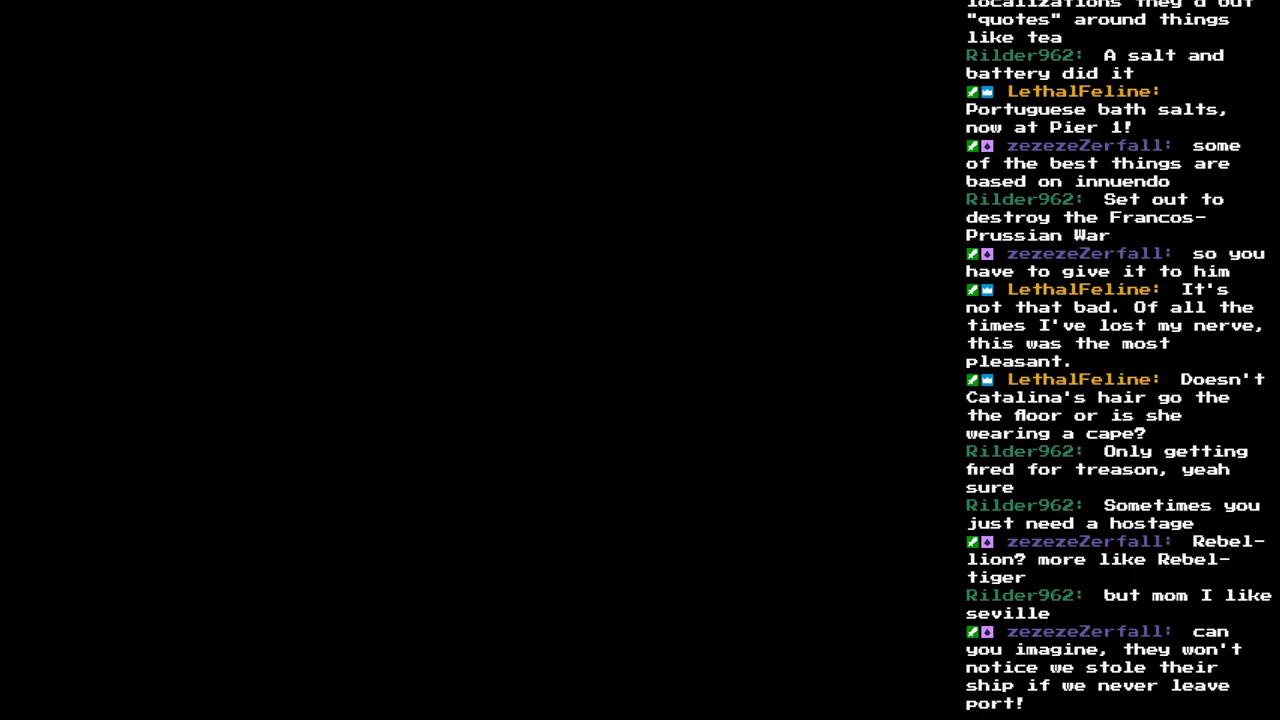 localizations they'd out
"quotes" around things
like tea
Rilder962: A salt and
battery did it
LethalFeline:
Portuguese bath salts,
now at Pier 1!
zezezeZerfall: some
of the best things are
based on innuendo
Rilder962: Set out to
destroy the Francos-
Prussian War
zezezeZerfall: so you
have to give it to him
LethalFeline: It's
not that bad. Of all the
times I've lost my nerve,
this was the most
pleasant.
LethalFeline: Doesn't
Catalina's hair go the
the floor or is she
wearing a cape?
Rilder962: Only getting
fired for treason, yeah
sure
Rilder962: Sometimes you
just need a hostage
zezezeZerfall: Rebel-
lion? more like Rebel-
tiger
Rilder962: but mom I like
seville
zezezeZerfall: can
you imagine, they won't
notice we stole their
ship if we never leave
port!